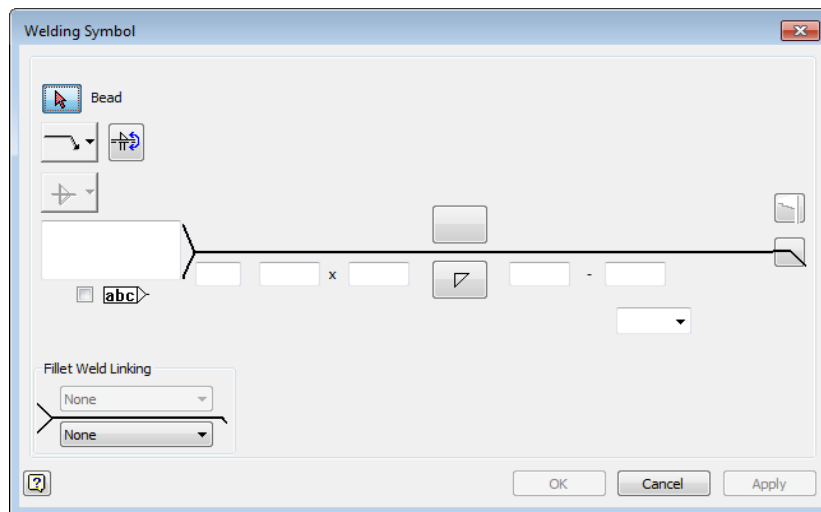 Welding Symbol
Bead
x
-
abc
Fillet Weld Linking
None
None
?
OK
Cancel
Apply